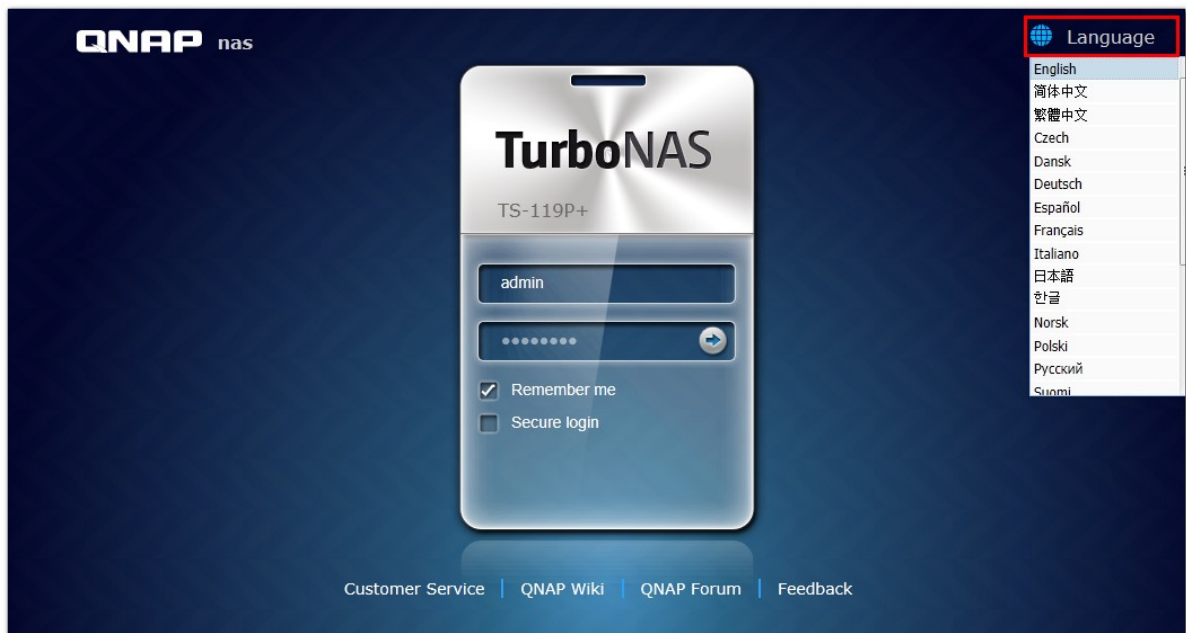 QNAP nas
Language
English
简体中文
繁體中文
Czech
Dansk
Deutsch
Español
Français
Italiano
日本語
한글
Norsk
Polski
Русский
Suomi
TurboNAS
TS-119P+
admin
••••••••
Remember me
Secure login
Customer Service | QNAP Wiki | QNAP Forum | Feedback